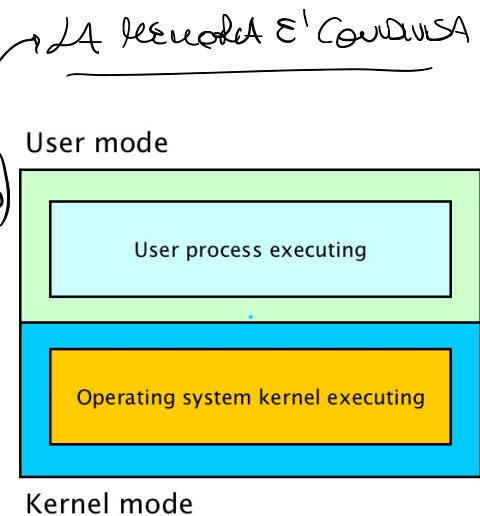 LA MEMORIA E' CONDIVISA
User mode
User process executing
Operating system kernel executing
Kernel mode